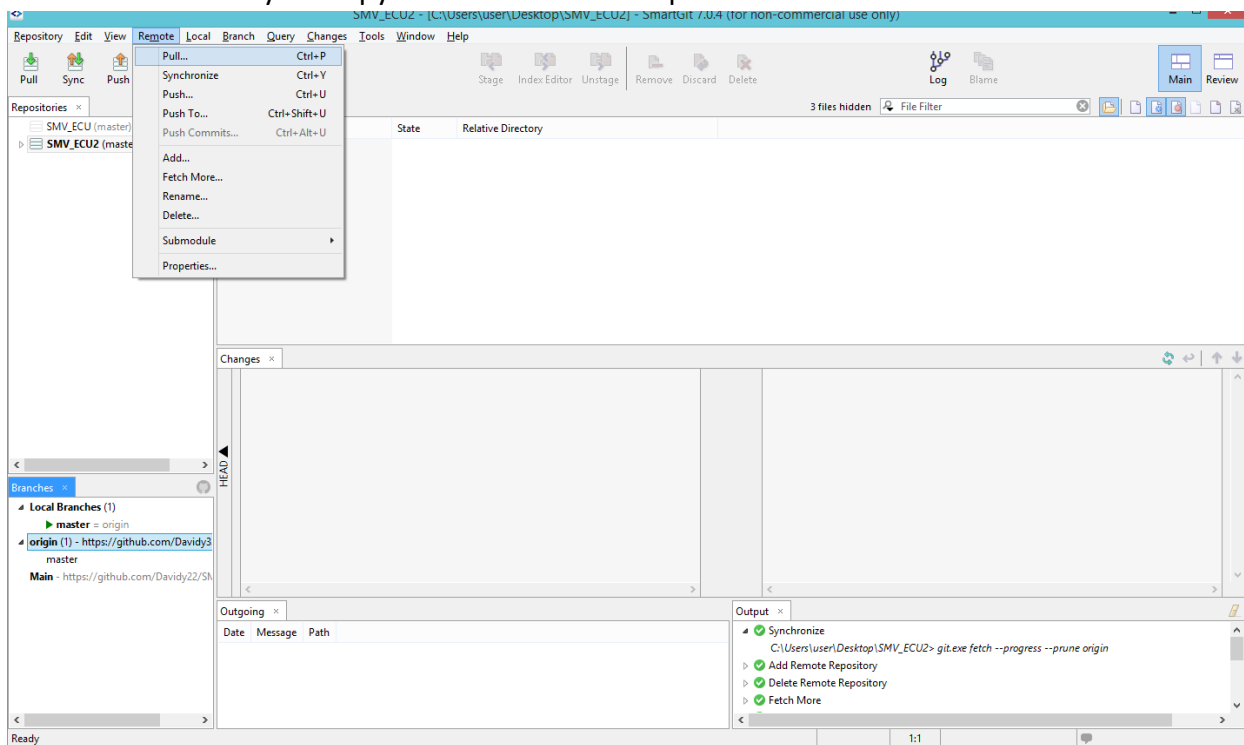 SMV_ECU2 - [C:\Users\user\Desktop\SMV_ECU2] - SmartGit 7.0.4 (for non-commercial use only)
Repository Edit View Remote Local Branch Query Changes Tools Window Help
Pull Sync Push Stage Index Editor Unstage Remove Discard Delete Log Blame Main Review
Pull... Ctrl+P
Synchronize Ctrl+Y
Push... Ctrl+U
Push To... Ctrl+Shift+U
Push Commits... Ctrl+Alt+U
Add...
Fetch More...
Rename...
Delete...
Submodule
Properties...
Repositories
3 files hidden File Filter
SMV_ECU (master)
SMV_ECU2 (maste
State Relative Directory
Changes
HEAD
Branches
Local Branches (1)
master = origin
origin (1) - https://github.com/Davidy3
master
Main - https://github.com/Davidy22/SM
Outgoing
Date Message Path
Output
Synchronize
C:\Users\user\Desktop\SMV_ECU2> git.exe fetch --progress --prune origin
Add Remote Repository
Delete Remote Repository
Fetch More
Ready 1:1